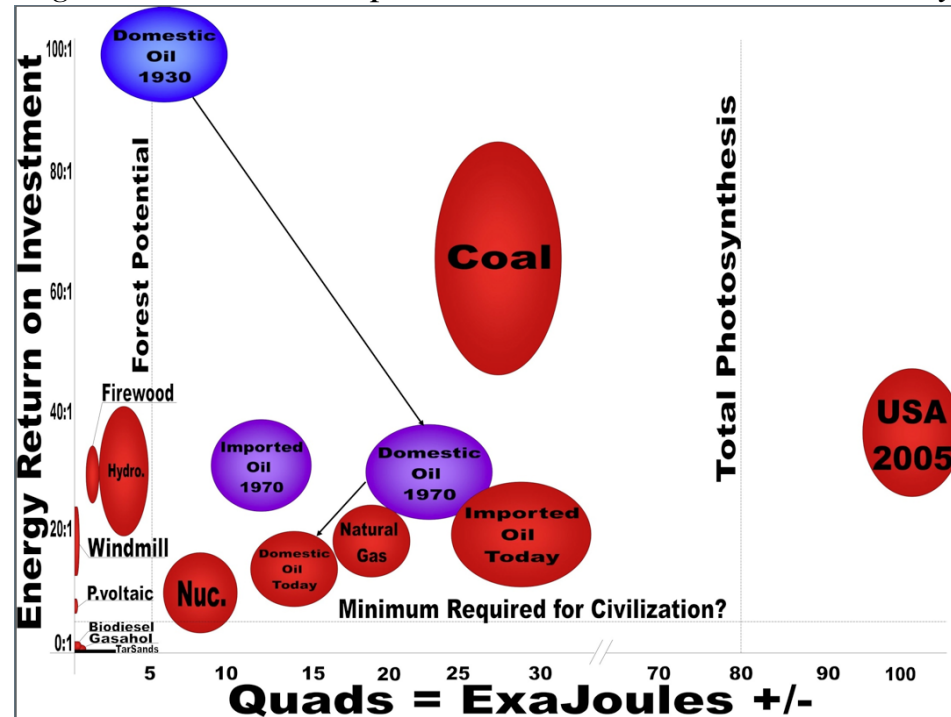 Energy Return on Investment
100:1
80:1
60:1
40:1
20:1
0:1
Domestic
Oil
1930
Forest Potential
Coal
Total Photosynthesis
USA
2005
Firewood
Hydro.
Imported
Oil
1970
Domestic
Oil
1970
Windmill
Natural
Gas
Imported
Oil
Today
Domestic
Oil
Today
P.voltaic
Nuc.
Minimum Required for Civilization?
Biodiesel
Gasahol
TarSands
5 10 15 20 25 30 70 80 90 100
Quads = ExaJoules +/-